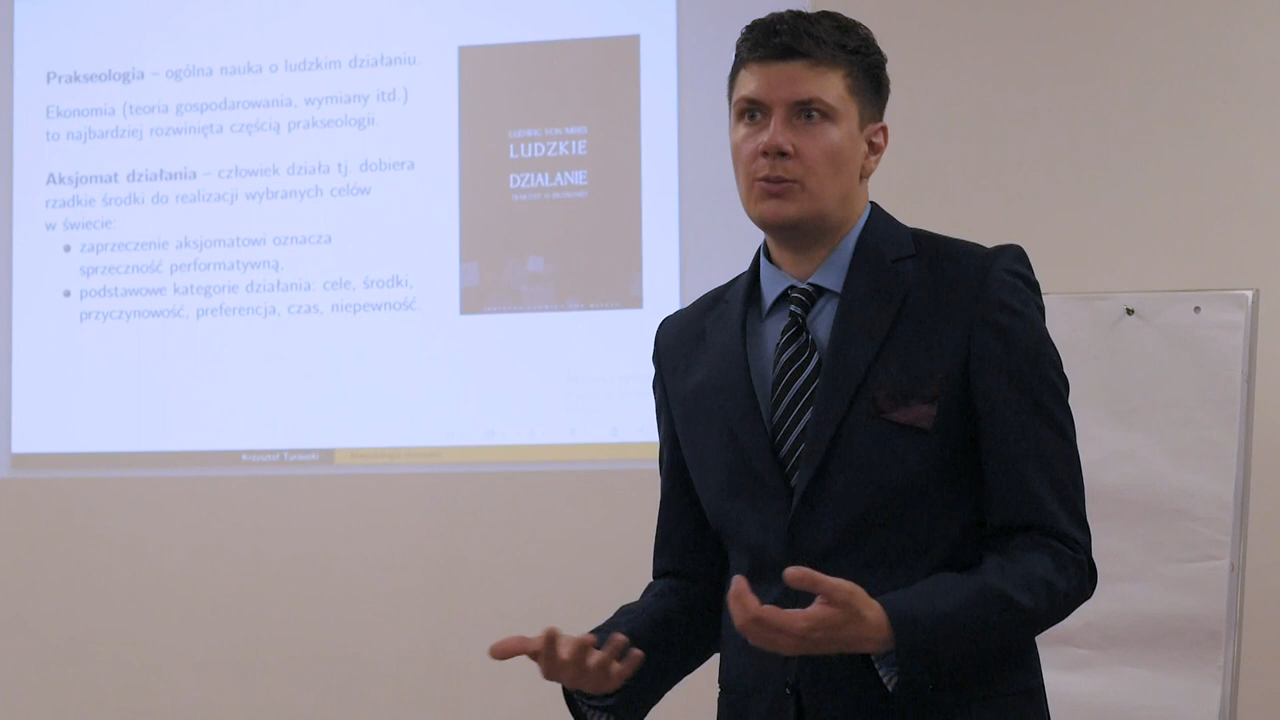 Prakseologia – ogólna nauka o ludzkim działaniu.
Ekonomia (teoria gospodarowania, wymiany itd.)
to najbardziej rozwinięta częścią prakseologii.
Aksjomat działania – człowiek działa tj. dobiera
rzadkie środki do realizacji wybranych celów
w świecie:
zaprzeczenie aksjomatowi oznacza
sprzeczność performatywną.
podstawowe kategorie działania: cele, środki,
przyczynowość, preferencja, czas, niepewność.
LUDWIG VON MISES
LUDZKIE
DZIAŁANIE
TRAKTAT O EKONOMII
Krzysztof Turowski